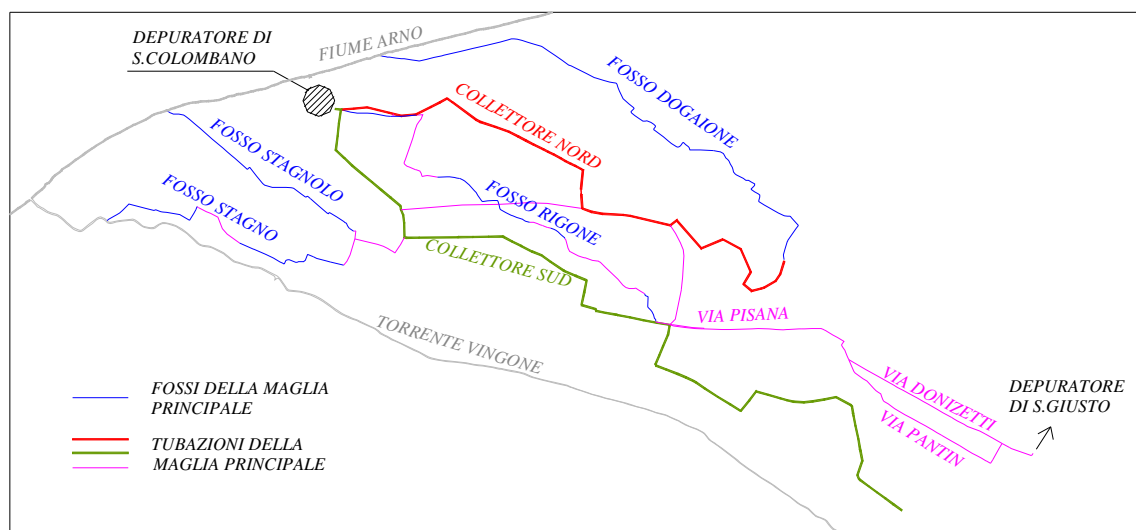 DEPURATORE DI
S.COLOMBANO
FIUME ARNO
FOSSO DOGAIONE
COLLETTORE NORD
FOSSO STAGNOLO
FOSSO STAGNO
FOSSO RIGONE
COLLETTORE SUD
VIA PISANA
TORRENTE VINGONE
VIA DONIZETTI
VIA PANTIN
DEPURATORE
DI S.GIUSTO
FOSSI DELLA MAGLIA
PRINCIPALE
TUBAZIONI DELLA
MAGLIA PRINCIPALE